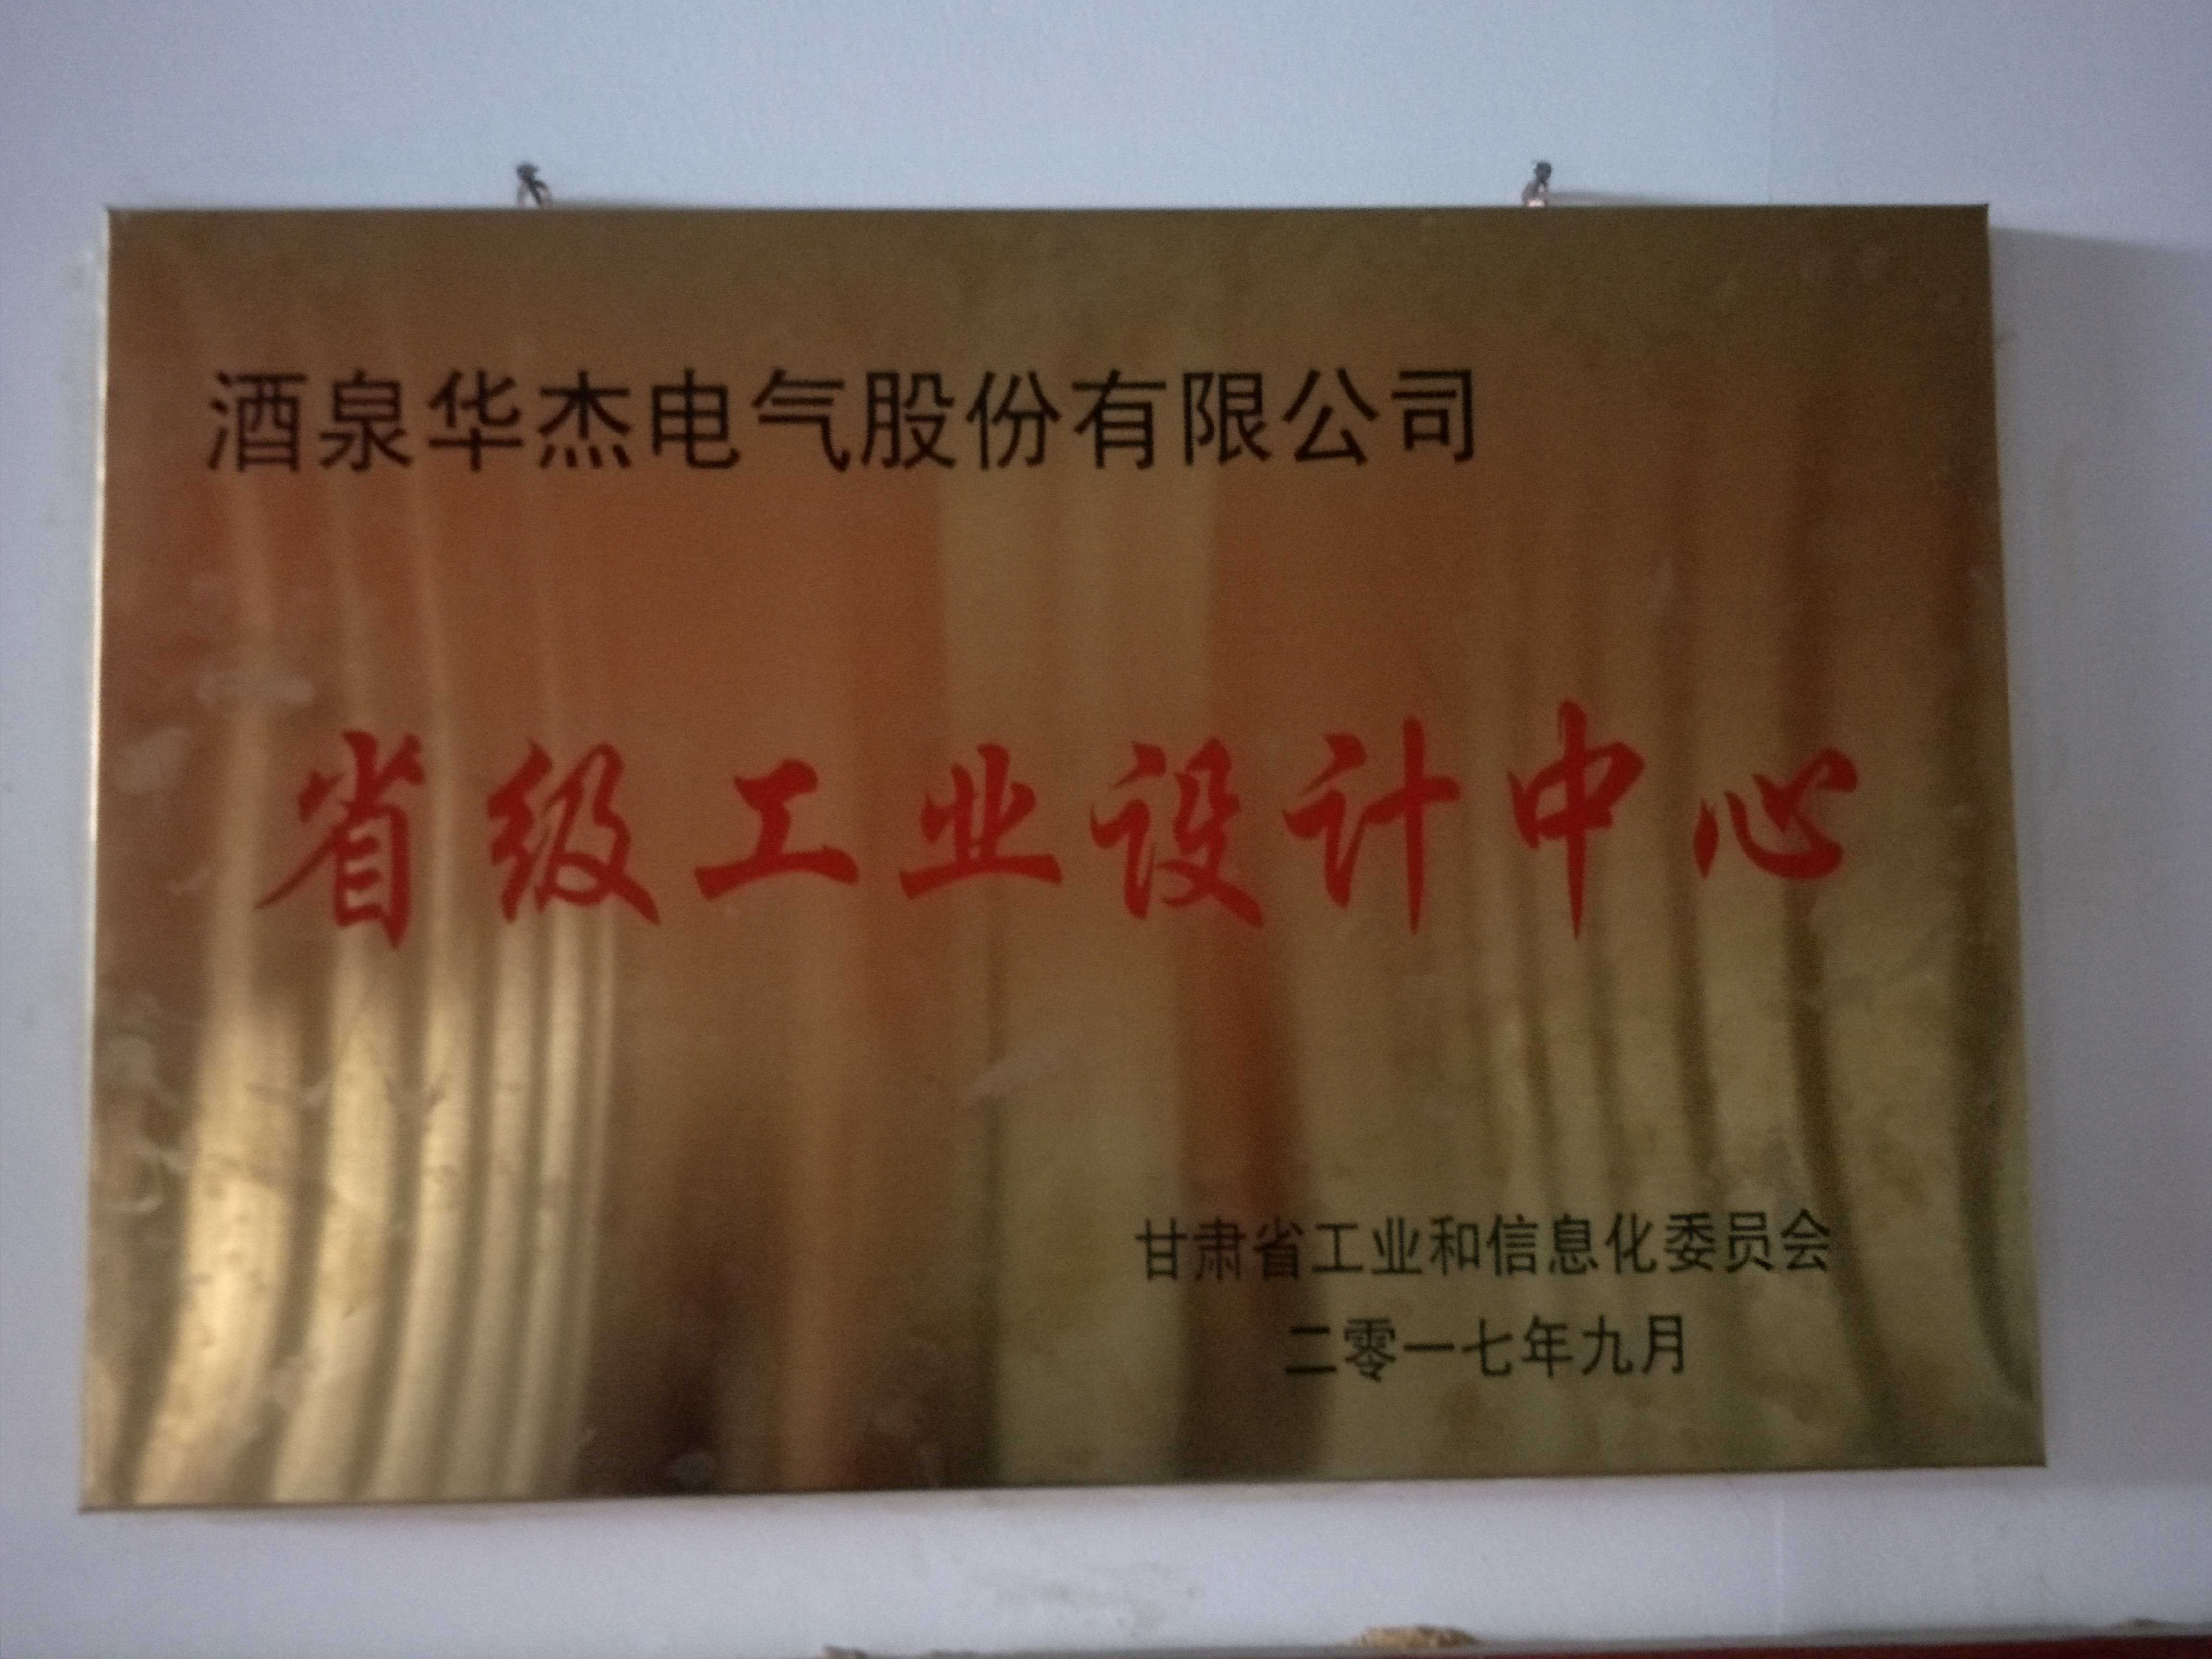 酒泉华杰电气股份有限公司
省级工业设计中心
甘肃省工业和信息化委员会
二零一七年九月